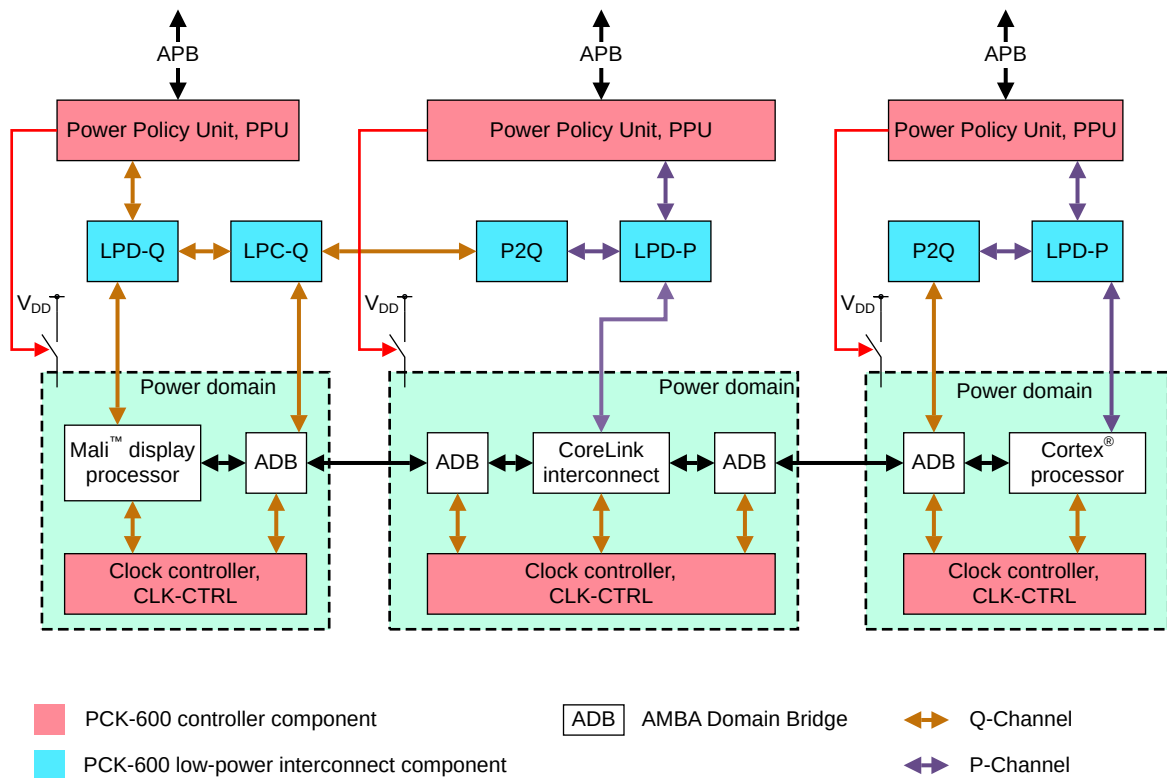 APB
APB
APB
Power Policy Unit, PPU
Power Policy Unit, PPU
Power Policy Unit, PPU
LPD-Q
LPC-Q
P2Q
LPD-P
P2Q
LPD-P
VDD
VDD
VDD
Power domain
Power domain
Power domain
Mali™ display
processor
ADB
ADB
CoreLink
interconnect
ADB
ADB
Cortex®
processor
Clock controller,
CLK-CTRL
Clock controller,
CLK-CTRL
Clock controller,
CLK-CTRL
PCK-600 controller component
ADB
AMBA Domain Bridge
Q-Channel
PCK-600 low-power interconnect component
P-Channel